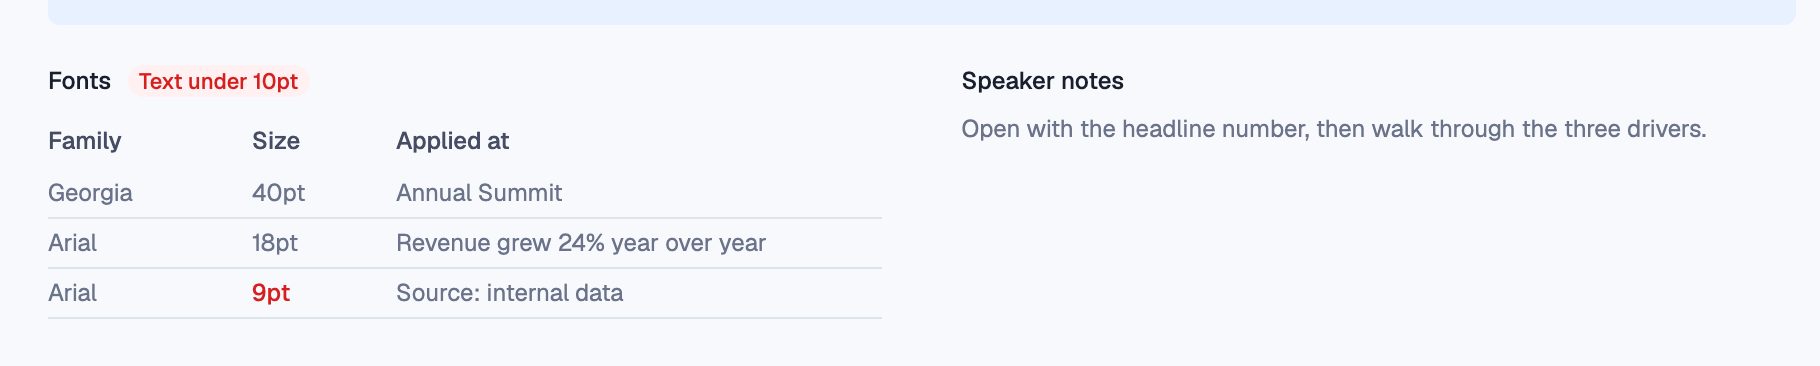 Fonts Text under 10pt
Family Size Applied at
Georgia 40pt Annual Summit
Arial 18pt Revenue grew 24% year over year
Arial 9pt Source: internal data
Speaker notes
Open with the headline number, then walk through the three drivers.